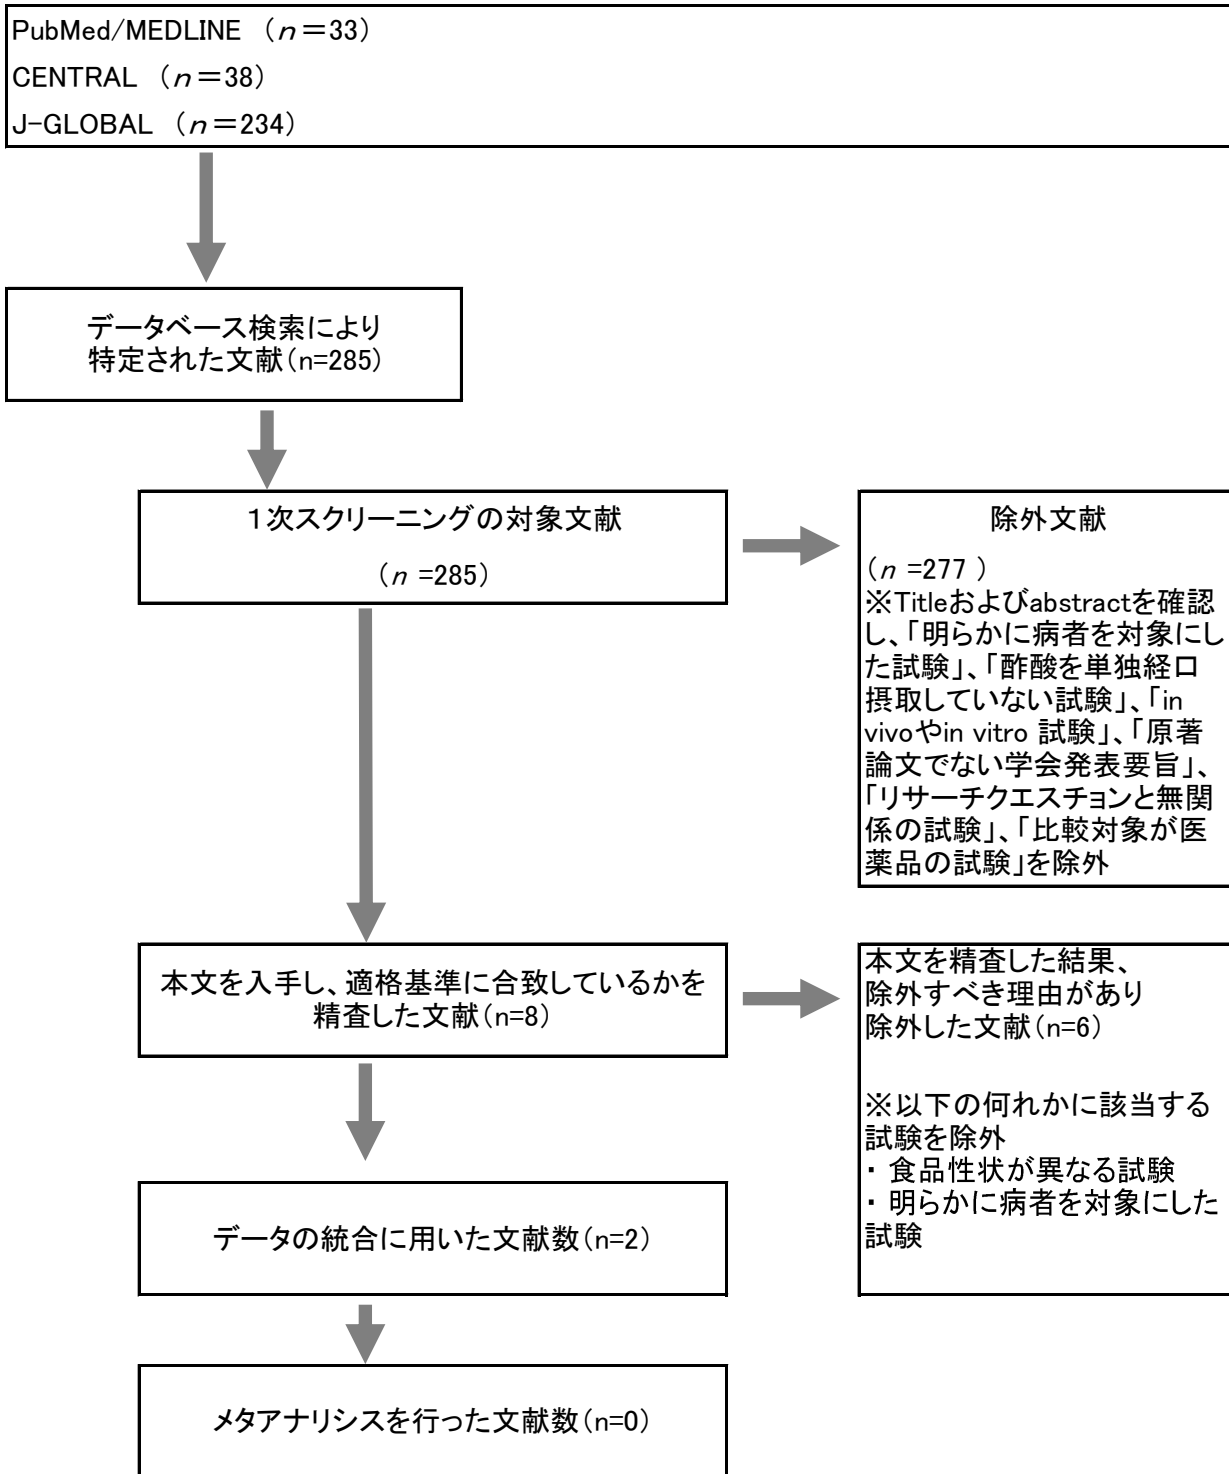 PubMed/MEDLINE （n＝33）
CENTRAL （n＝38）
J-GLOBAL （n＝234）
データベース検索により
特定された文献（n=285）
１次スクリーニングの対象文献
（n =285）
除外文献
（n =277 ）
※Titleおよびabstractを確認
し、「明らかに病者を対象にし
た試験」、「酢酸を単独経口
摂取していない試験」、「in
vivoやin vitro 試験」、「原著
論文でない学会発表要旨」、
「リサーチクエスチョンと無関
係の試験」、「比較対象が医
薬品の試験」を除外
本文を入手し、適格基準に合致しているかを
精査した文献（n=8）
本文を精査した結果、
除外すべき理由があり
除外した文献（n=6）
※以下の何れかに該当する
試験を除外
・ 食品性状が異なる試験
・ 明らかに病者を対象にした
試験
データの統合に用いた文献数（n=2）
メタアナリシスを行った文献数（n=0）